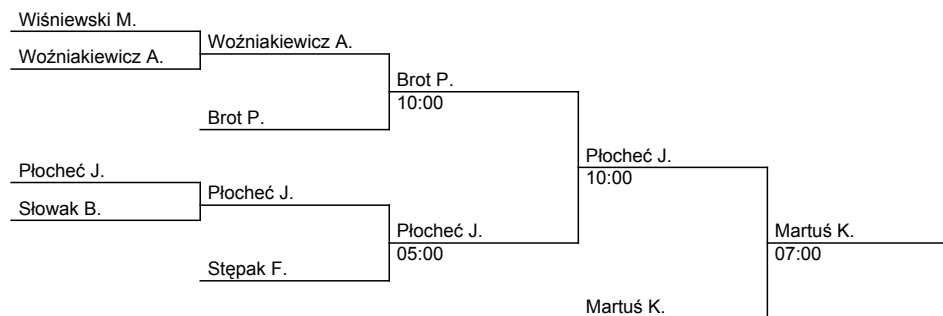 Wiśniewski M.
Woźniakiewicz A.
Woźniakiewicz A.
Brot P.
10:00
Brot P.
Płocheć J.
10:00
Płocheć J.
Słowak B.
Płocheć J.
Płocheć J.
05:00
Martuś K.
07:00
Stępak F.
Martuś K.